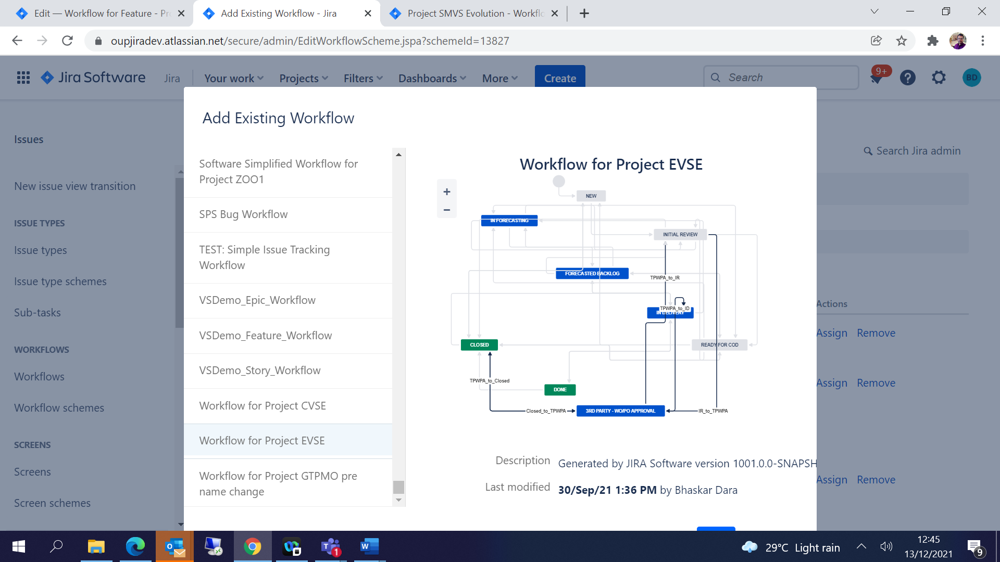 Edit — Workflow for Feature - Pr
Add Existing Workflow - Jira
Project SMVS Evolution - Workflo
oupjiradev.atlassian.net/secure/admin/EditWorkflowScheme.jspa?schemeId=13827
Jira Software
Jira
Your work
Projects
Filters
Dashboards
More
Create
Search
9+
BD
Issues
Search Jira admin
New issue view transition
ISSUE TYPES
Issue types
Issue type schemes
Sub-tasks
WORKFLOWS
Workflows
Workflow schemes
SCREENS
Screens
Screen schemes
Add Existing Workflow
Software Simplified Workflow for
Project ZOO1
SPS Bug Workflow
TEST: Simple Issue Tracking
Workflow
VSDemo_Epic_Workflow
VSDemo_Feature_Workflow
VSDemo_Story_Workflow
Workflow for Project CVSE
Workflow for Project EVSE
Workflow for Project GTPMO pre
name change
Workflow for Project EVSE
+
−
NEW
IN FORECASTING
INITIAL REVIEW
FORECASTED BACKLOG
TPWPA_to_IR
TPWPA_to_ID
IN DELIVERY
CLOSED
READY FOR COD
TPWPA_to_Closed
DONE
Closed_to_TPWPA
3RD PARTY - WO/PO APPROVAL
IR_to_TPWPA
Description
Generated by JIRA Software version 1001.0.0-SNAPSH
Last modified
30/Sep/21 1:36 PM by Bhaskar Dara
Actions
Assign Remove
Assign Remove
Assign Remove
1
29°C Light rain
12:45
13/12/2021
9